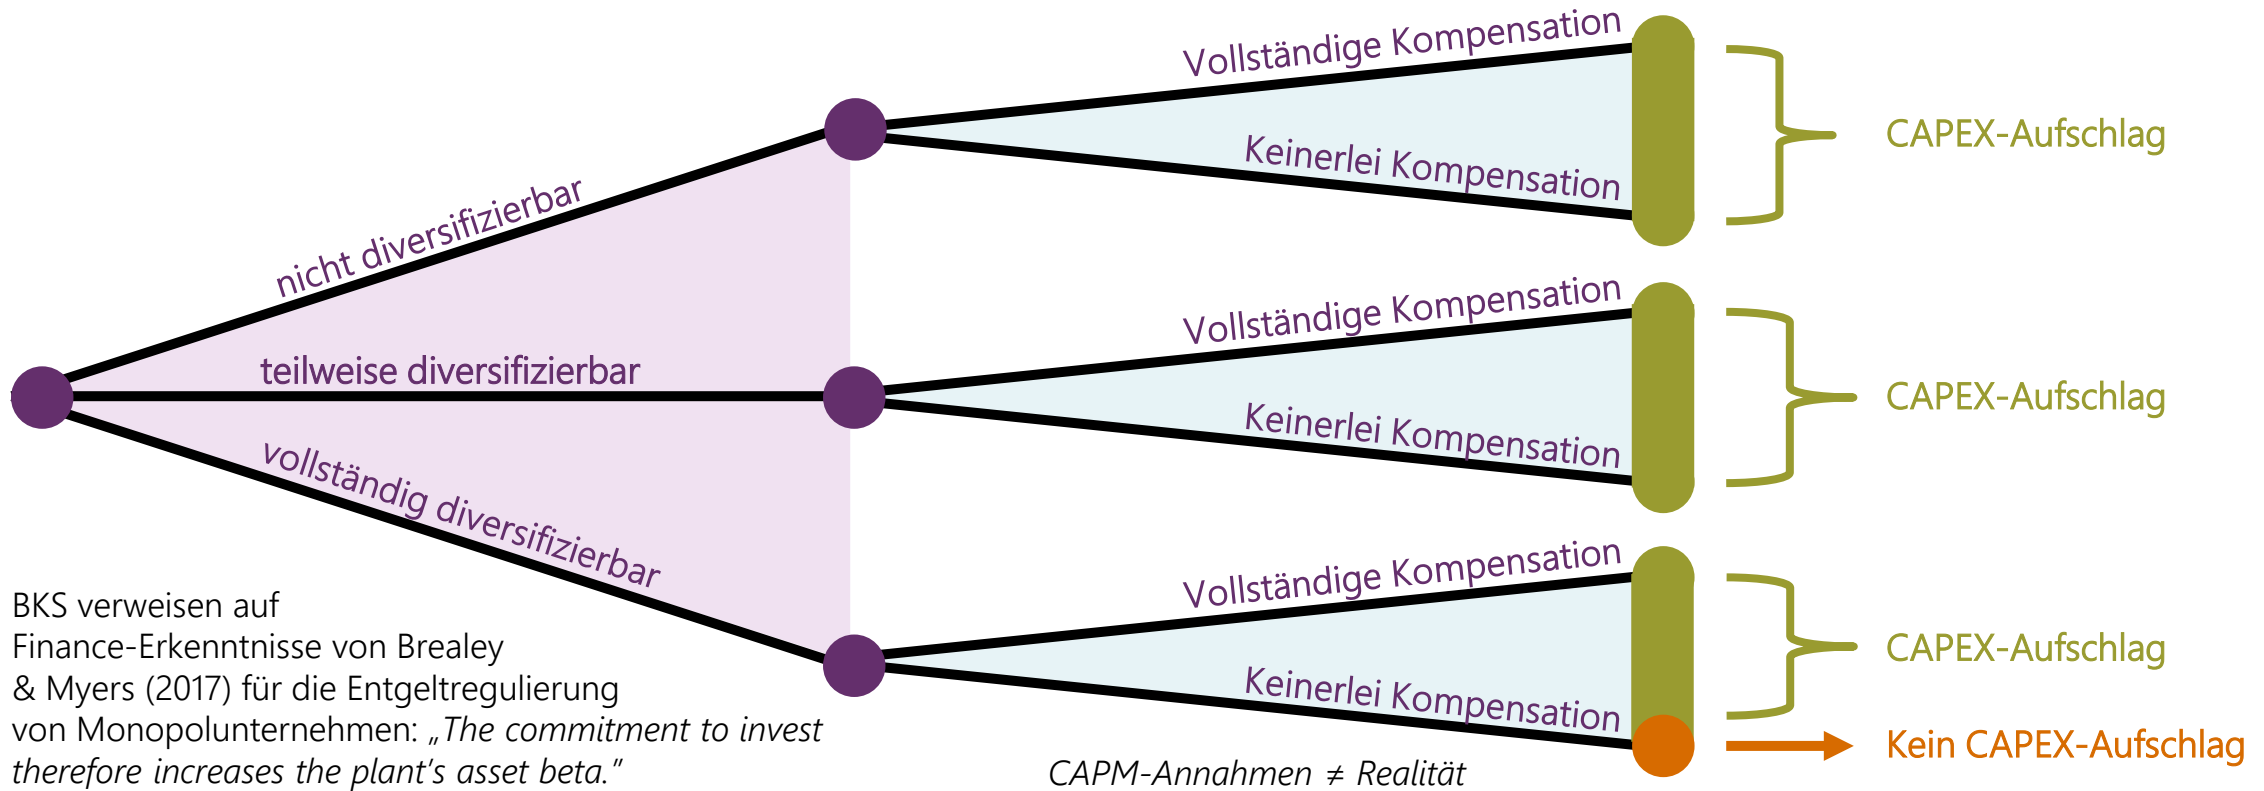 Vollständige Kompensation
Keinerlei Kompensation
CAPEX-Aufschlag
nicht diversifizierbar
Vollständige Kompensation
teilweise diversifizierbar
Keinerlei Kompensation
CAPEX-Aufschlag
vollständig diversifizierbar
Vollständige Kompensation
Keinerlei Kompensation
CAPEX-Aufschlag
Kein CAPEX-Aufschlag
BKS verweisen auf
Finance-Erkenntnisse von Brealey
& Myers (2017) für die Entgeltregulierung
von Monopolunternehmen: „The commitment to invest
therefore increases the plant's asset beta."
CAPM-Annahmen ≠ Realität